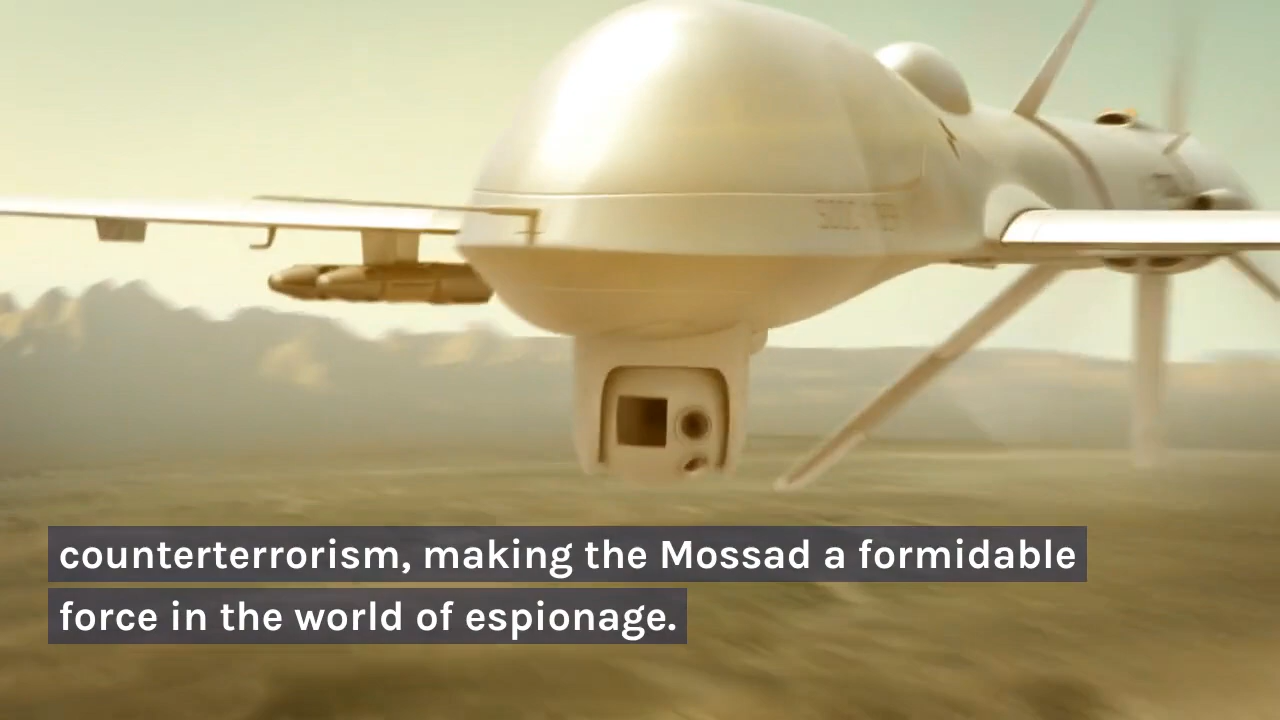 counterterrorism, making the Mossad a formidable
force in the world of espionage.